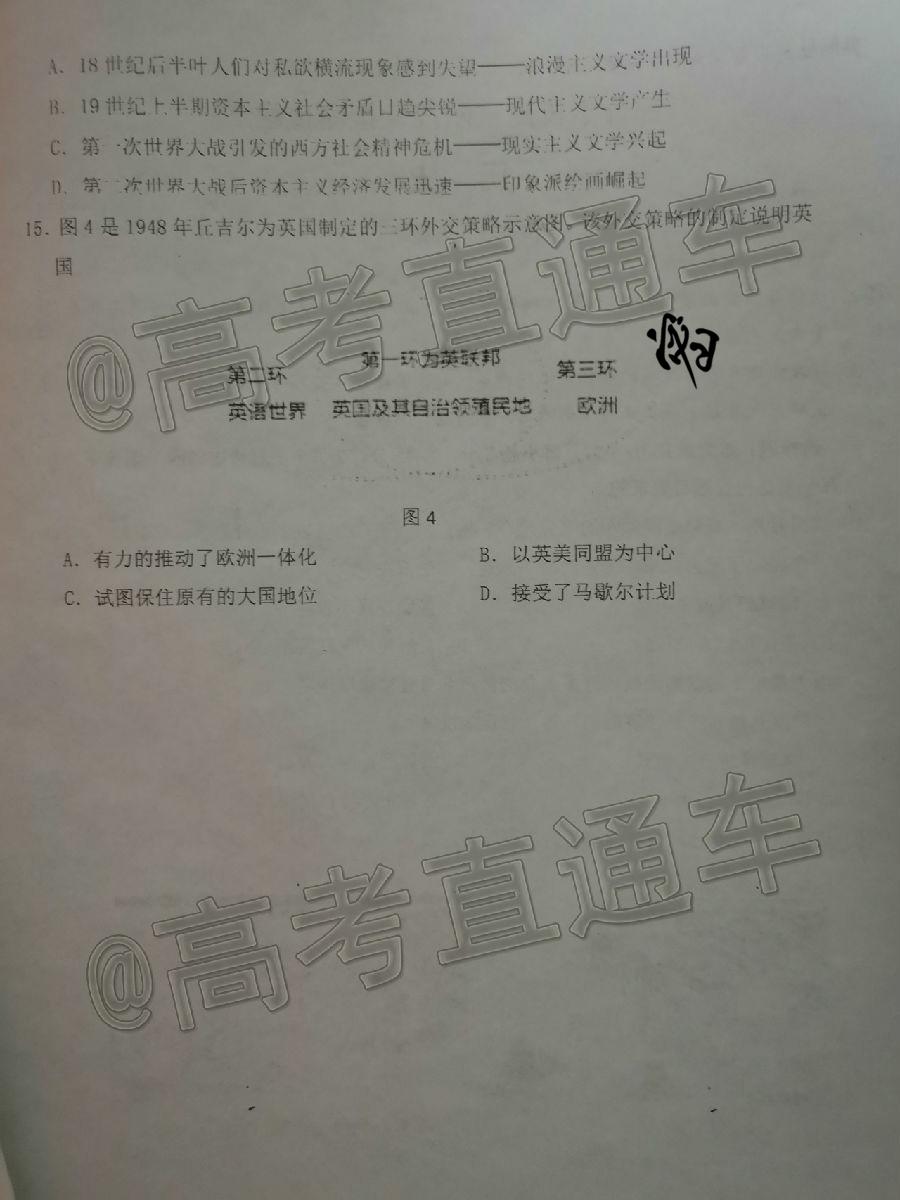 A. 18世纪后半叶人们对私欲横流现象感到失望——浪漫主义文学出现
B. 19世纪上半期资本主义社会矛盾日趋尖锐——现代主义文学产生
C. 第一次世界大战引发的西方社会精神危机——现实主义文学兴起
D. 第二次世界大战后资本主义经济发展迅速——印象派绘画崛起
15. 图4是1948年丘吉尔为英国制定的三环外交策略示意图。该外交策略的制定说明英
国
@高考直通车
第二环 第一环为英联邦 第三环
英语世界 英国及其自治领殖民地 欧洲
图4
A. 有力的推动了欧洲一体化 B. 以英美同盟为中心
C. 试图保住原有的大国地位 D. 接受了马歇尔计划
@高考直通车